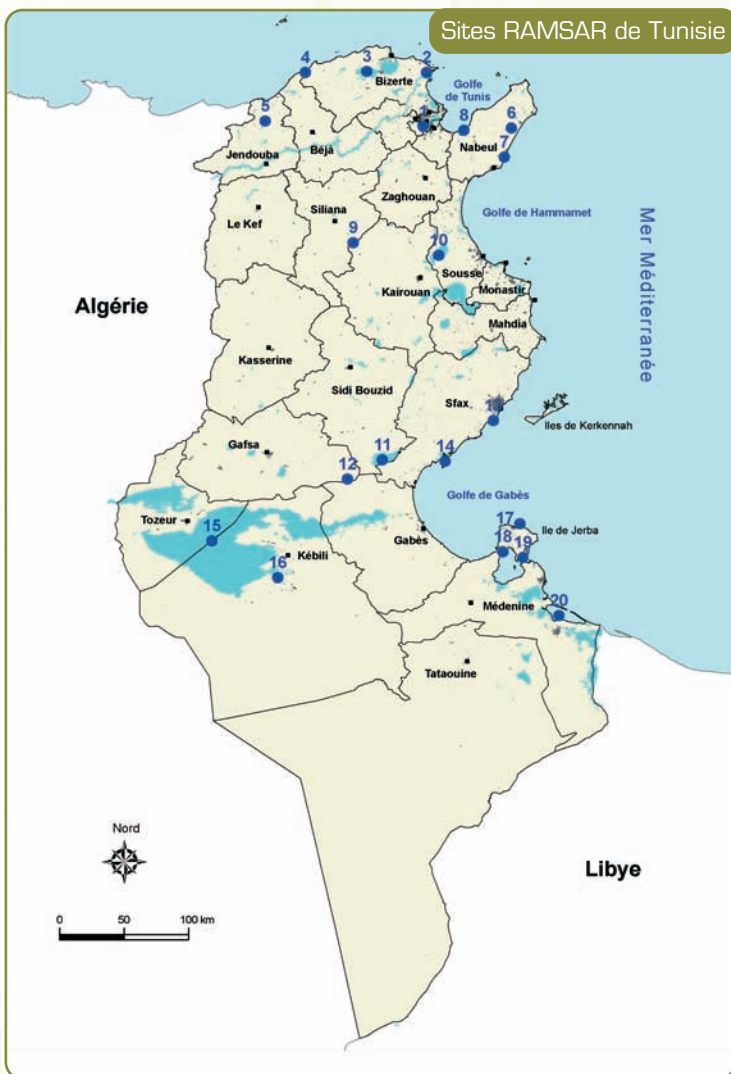 Sites RAMSAR de Tunisie
4
3
2
Bizerte
Golfe
de Tunis
5
1
8
6
7
Jendouba
Béjà
Nabeul
Zaghouan
Le Kef
Siliana
Golfe de Hammamet
9
10
Sousse
Kairouan
Monastir
Mahdia
Mer Méditerranée
Algérie
Kasserine
Sidi Bouzid
Sfax
13
Iles de Kerkennah
Gafsa
11
14
12
Golfe de Gabès
Tozeur
15
17
Ile de Jerba
Gabès
18
19
Kébili
16
Médenine
20
Tataouine
Nord
Libye
0 50 100 km